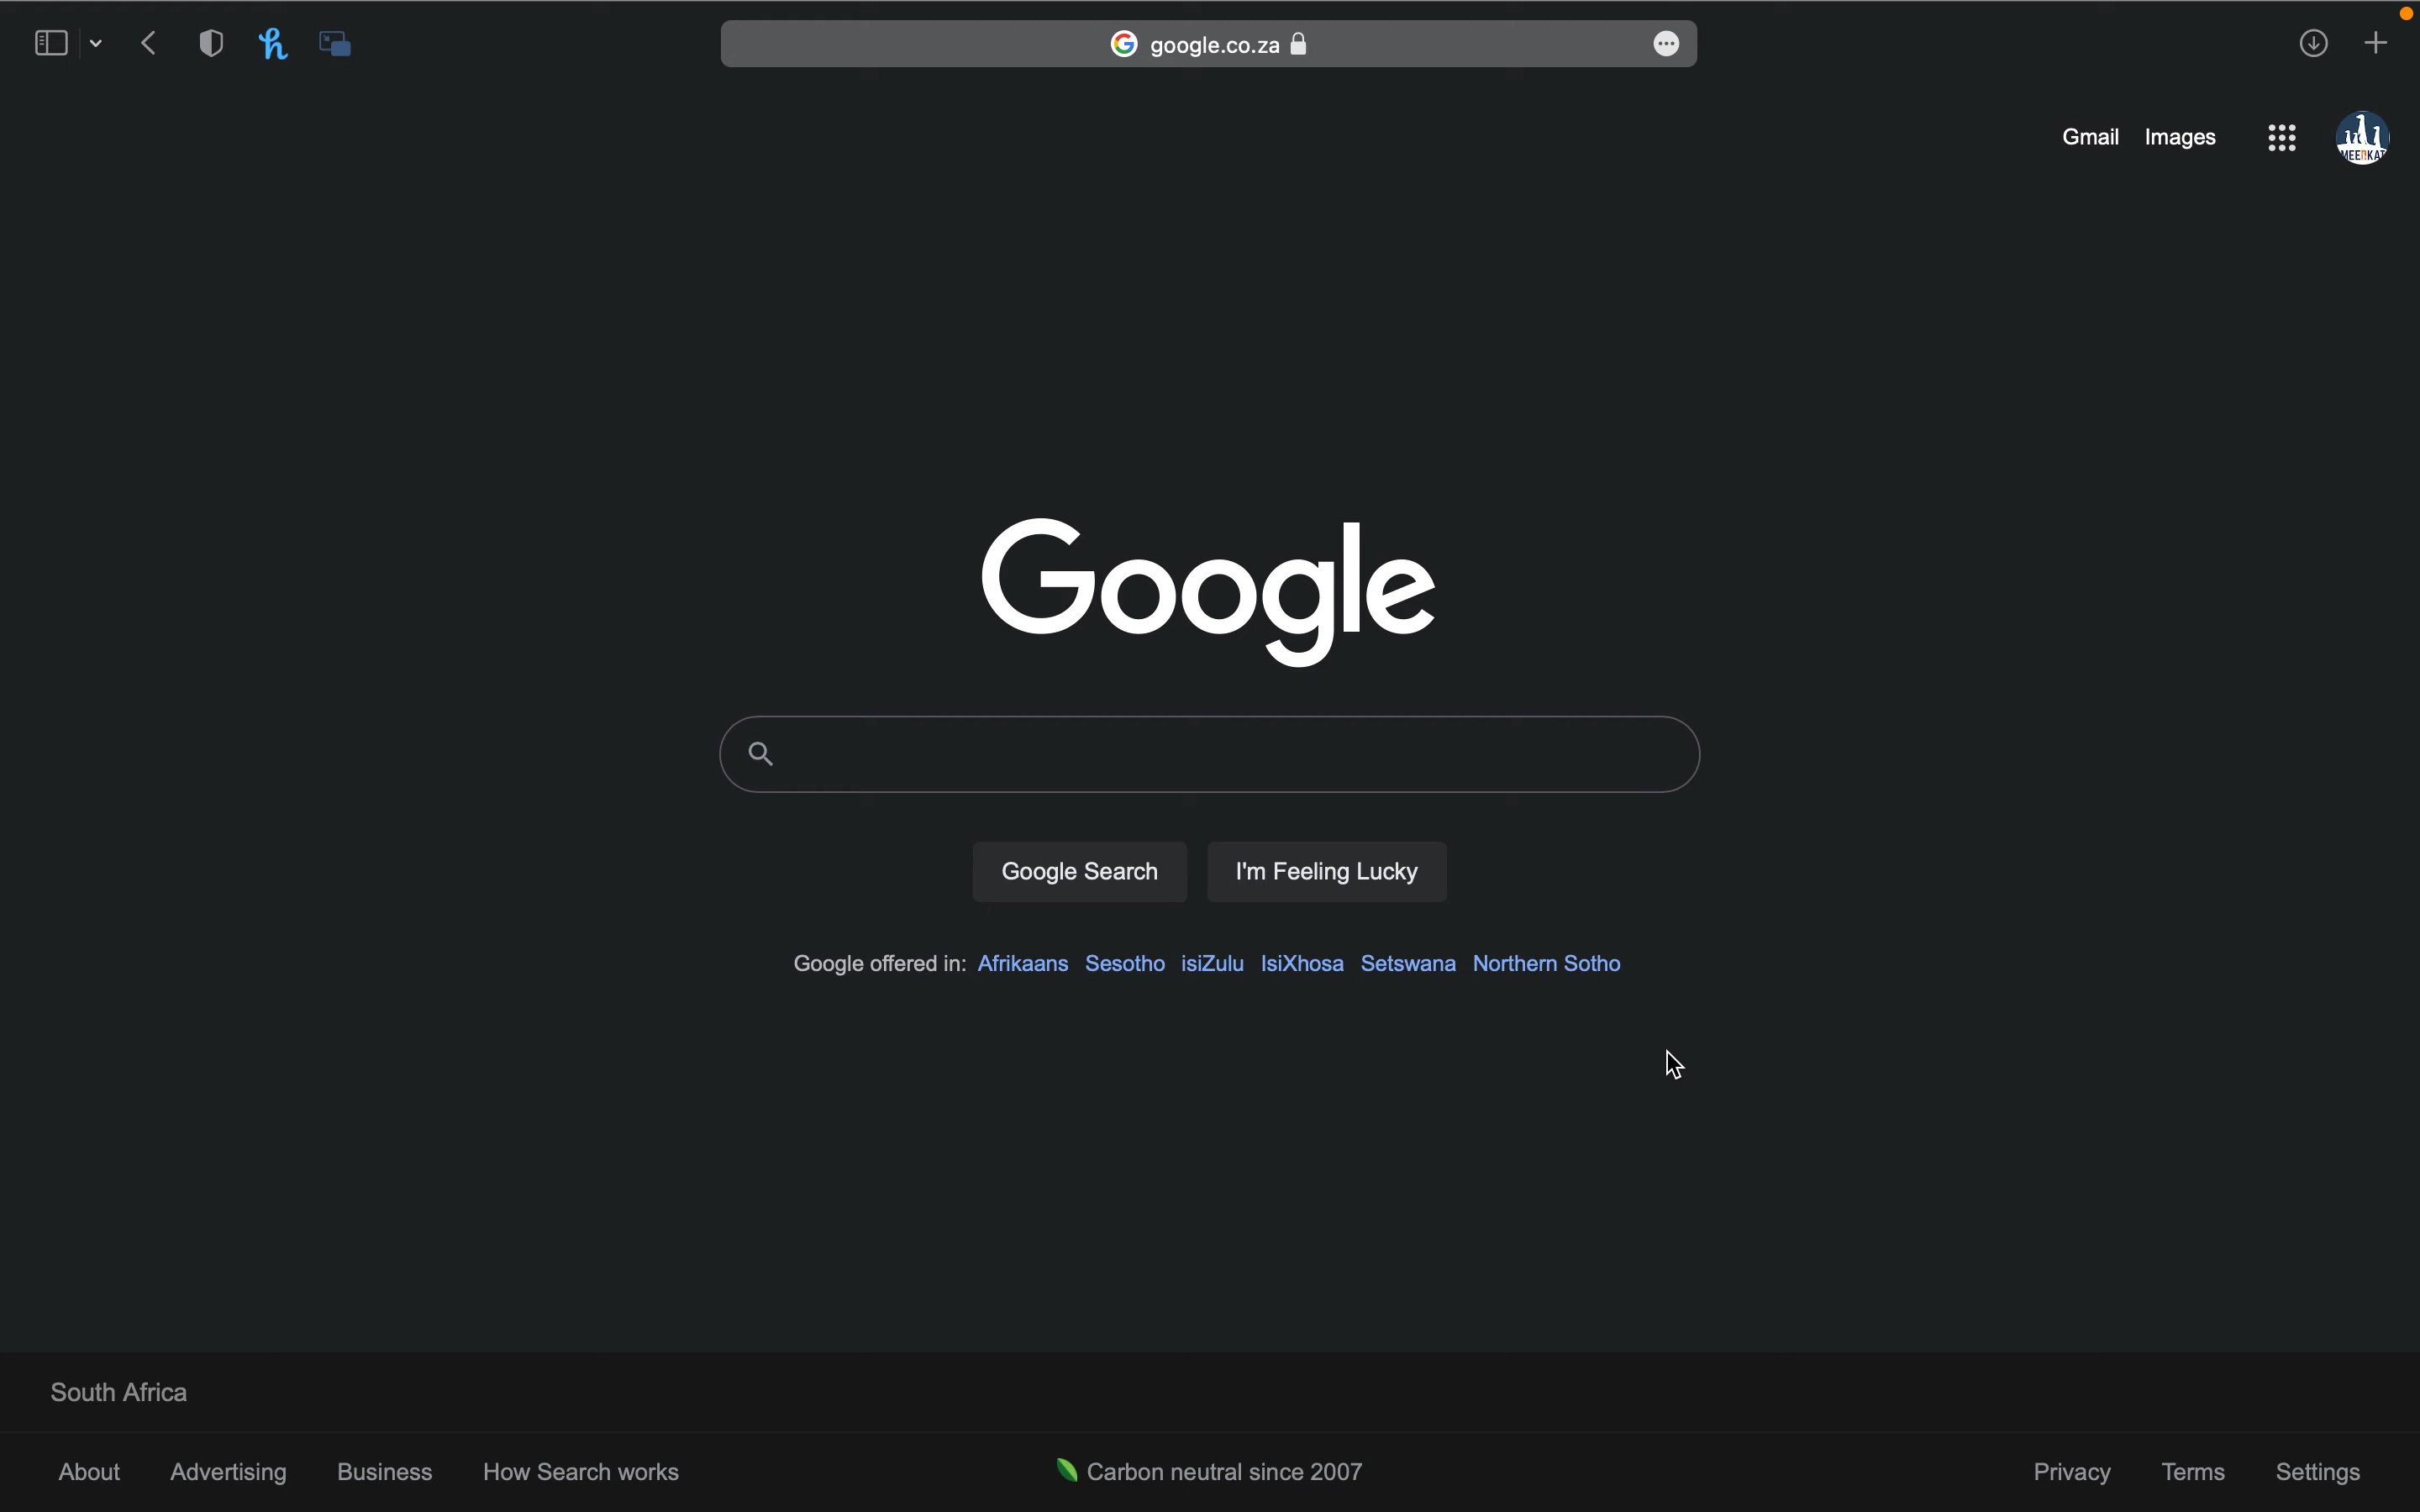 google.co.za
Gmail Images
MEERKAT
Google
Google Search I'm Feeling Lucky
Google offered in: Afrikaans Sesotho isiZulu IsiXhosa Setswana Northern Sotho
South Africa
About Advertising Business How Search works Carbon neutral since 2007 Privacy Terms Settings